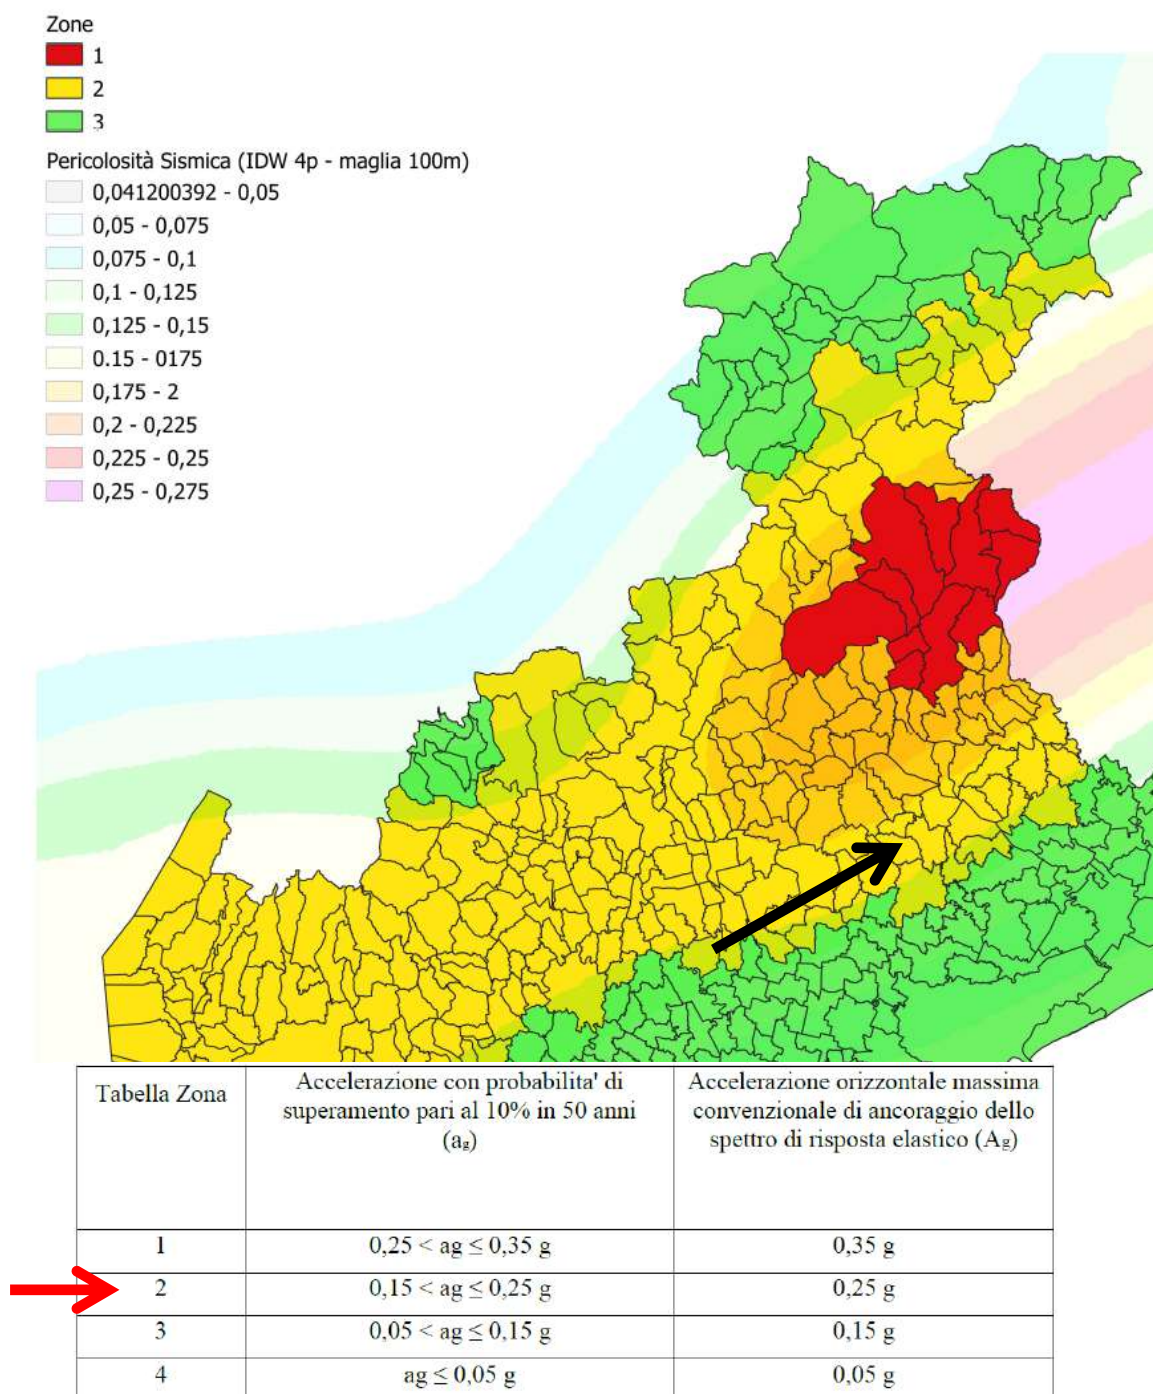 Zone
1
2
3
Pericolosità Sismica (IDW 4p - maglia 100m)
0,041200392 - 0,05
0,05 - 0,075
0,075 - 0,1
0,1 - 0,125
0,125 - 0,15
0.15 - 0175
0,175 - 2
0,2 - 0,225
0,225 - 0,25
0,25 - 0,275
Tabella Zona
Accelerazione con probabilita' di
superamento pari al 10% in 50 anni
(ag)
Accelerazione orizzontale massima
convenzionale di ancoraggio dello
spettro di risposta elastico (Ag)
1
0,25 < ag ≤ 0,35 g
0,35 g
2
0,15 < ag ≤ 0,25 g
0,25 g
3
0,05 < ag ≤ 0,15 g
0,15 g
4
ag ≤ 0,05 g
0,05 g